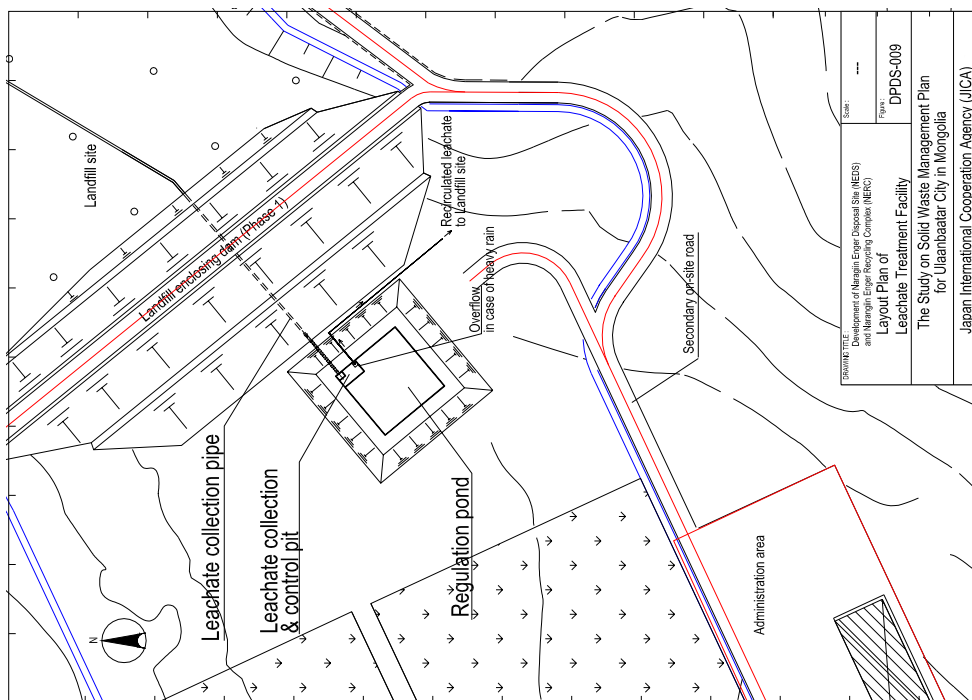 Landfill site
Landfill enclosing dam (Phase 1)
Recirculated leachate
to Landfill site
Overflow
in case of heavy rain
Secondary on-site road
Leachate collection pipe
Leachate collection
& control pit
Regulation pond
Administration area
N
DRAWING TITLE :
Development of Naragiin Enger Disposal Site (NEDS)
and Narangiin Enger Recycling Complex (NERC)
Layout Plan of
Leachate Treatment Facility
Scale :
---
Figure :
DPDS-009
The Study on Solid Waste Management Plan
for Ulaanbaatar City in Mongolia
Japan International Cooperation Agency (JICA)